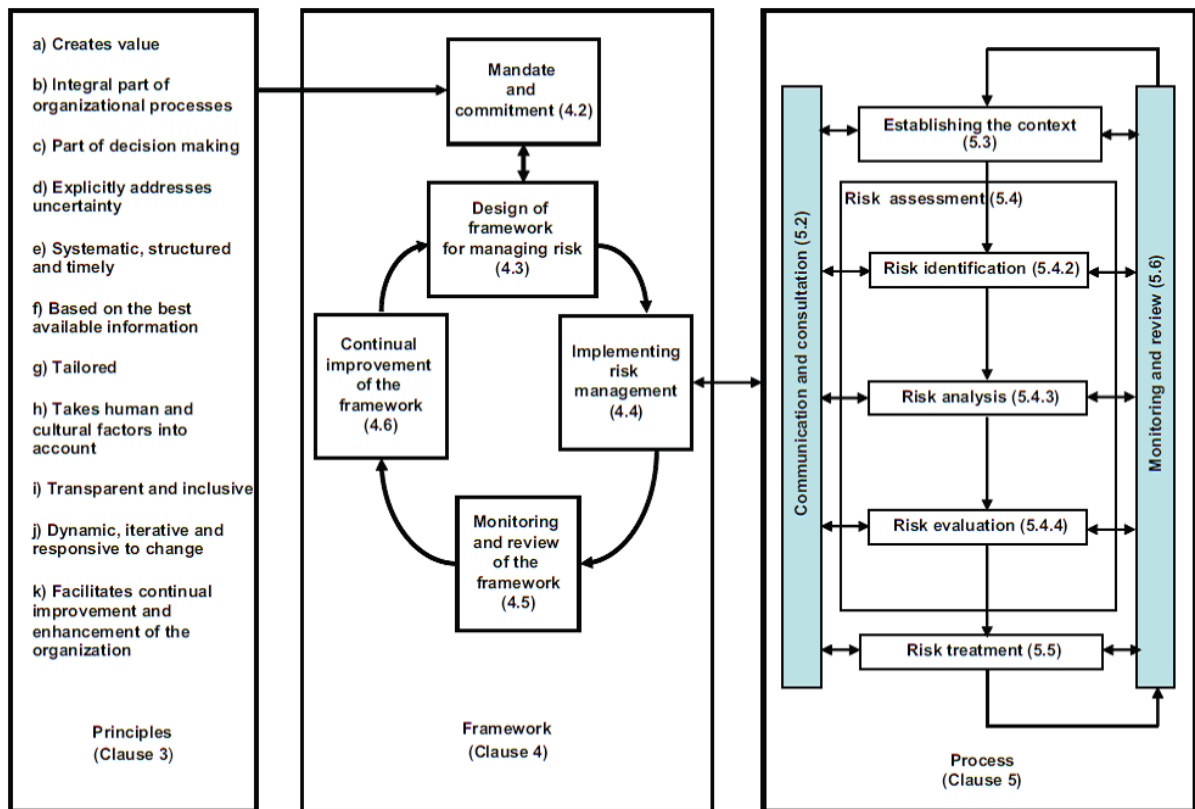 a) Creates value
b) Integral part of
organizational processes
c) Part of decision making
d) Explicitly addresses
uncertainty
e) Systematic, structured
and timely
f) Based on the best
available information
g) Tailored
h) Takes human and
cultural factors into
account
i) Transparent and inclusive
j) Dynamic, iterative and
responsive to change
k) Facilitates continual
improvement and
enhancement of the
organization
Principles
(Clause 3)
Mandate
and
commitment (4.2)
Design of
framework
for managing risk
(4.3)
Implementing
risk
management
(4.4)
Monitoring
and review
of the
framework
(4.5)
Continual
improvement
of the
framework
(4.6)
Framework
(Clause 4)
Communication and consultation (5.2)
Establishing the context
(5.3)
Risk assessment (5.4)
Risk identification (5.4.2)
Risk analysis (5.4.3)
Risk evaluation (5.4.4)
Risk treatment (5.5)
Monitoring and review (5.6)
Process
(Clause 5)